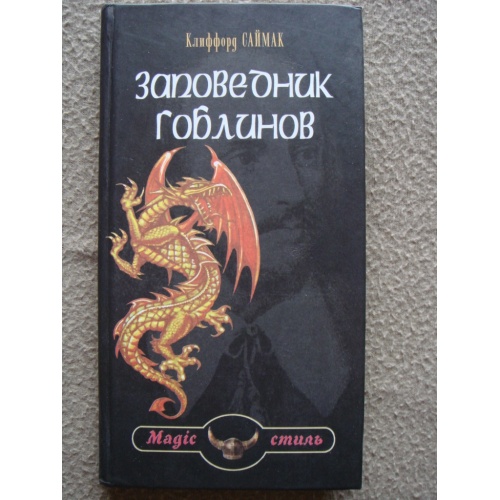 Клиффорд САЙМАК
ЗАПОВЕДНИК
ГОБЛИНОВ
Magic стиль